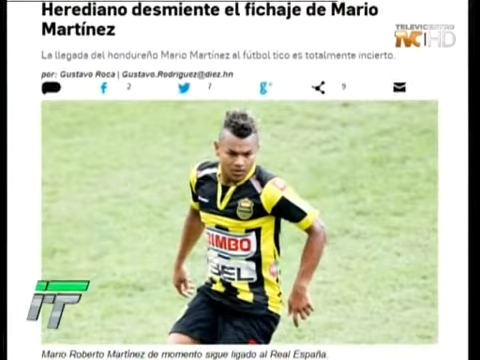 Herediano desmiente el fichaje de Mario
Martínez
TELEVICENTRO
TVC HD
La llegada del hondureño Mario Martínez al fútbol tico es totalmente incierto.
por: Gustavo Roca | Gustavo.Rodriguez@diez.hn
2
7
9
BIMBO
iTT
Mario Roberto Martínez de momento sigue ligado al Real España.